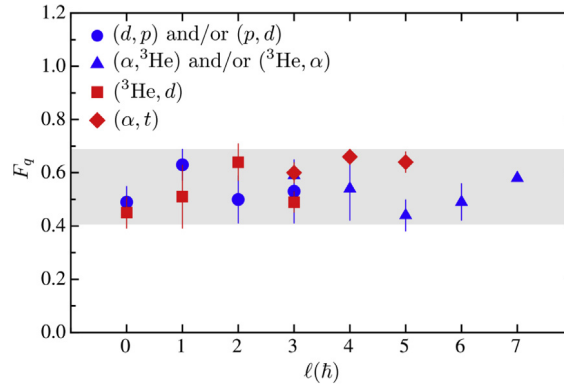 (d, p) and/or (p, d)
(α,³He) and/or (³He, α)
(³He, d)
(α, t)
1.2
1.0
0.8
0.6
0.4
0.2
0.0
F_q
0 1 2 3 4 5 6 7
ℓ(ℏ)